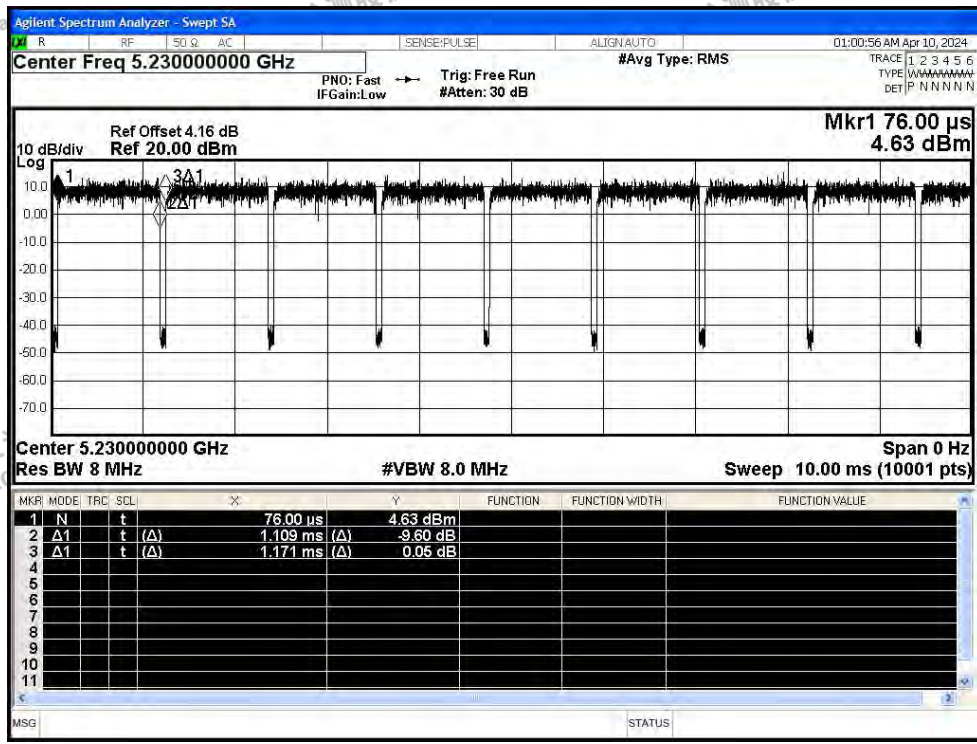 Agilent Spectrum Analyzer - Swept SA
LXI R RF 50 Ω AC SENSE:PULSE ALIGN AUTO 01:00:56 AM Apr 10, 2024
Center Freq 5.230000000 GHz
#Avg Type: RMS
TRACE 1 2 3 4 5 6
PNO: Fast Trig: Free Run
TYPE WWWWWW
IFGain:Low #Atten: 30 dB
DET P N N N N N
Mkr1 76.00 µs
Ref Offset 4.16 dB
10 dB/div Ref 20.00 dBm
4.63 dBm
Log
1
3Δ1
2Δ1
10.0
0.00
-10.0
-20.0
-30.0
-40.0
-50.0
-60.0
-70.0
Center 5.230000000 GHz Span 0 Hz
Res BW 8 MHz #VBW 8.0 MHz Sweep 10.00 ms (10001 pts)
MKR MODE TRC SCL X Y FUNCTION FUNCTION WIDTH FUNCTION VALUE
1 N t 76.00 µs 4.63 dBm
2 Δ1 t (Δ) 1.109 ms (Δ) -9.60 dB
3 Δ1 t (Δ) 1.171 ms (Δ) 0.05 dB
4
5
6
7
8
9
10
11
MSG STATUS